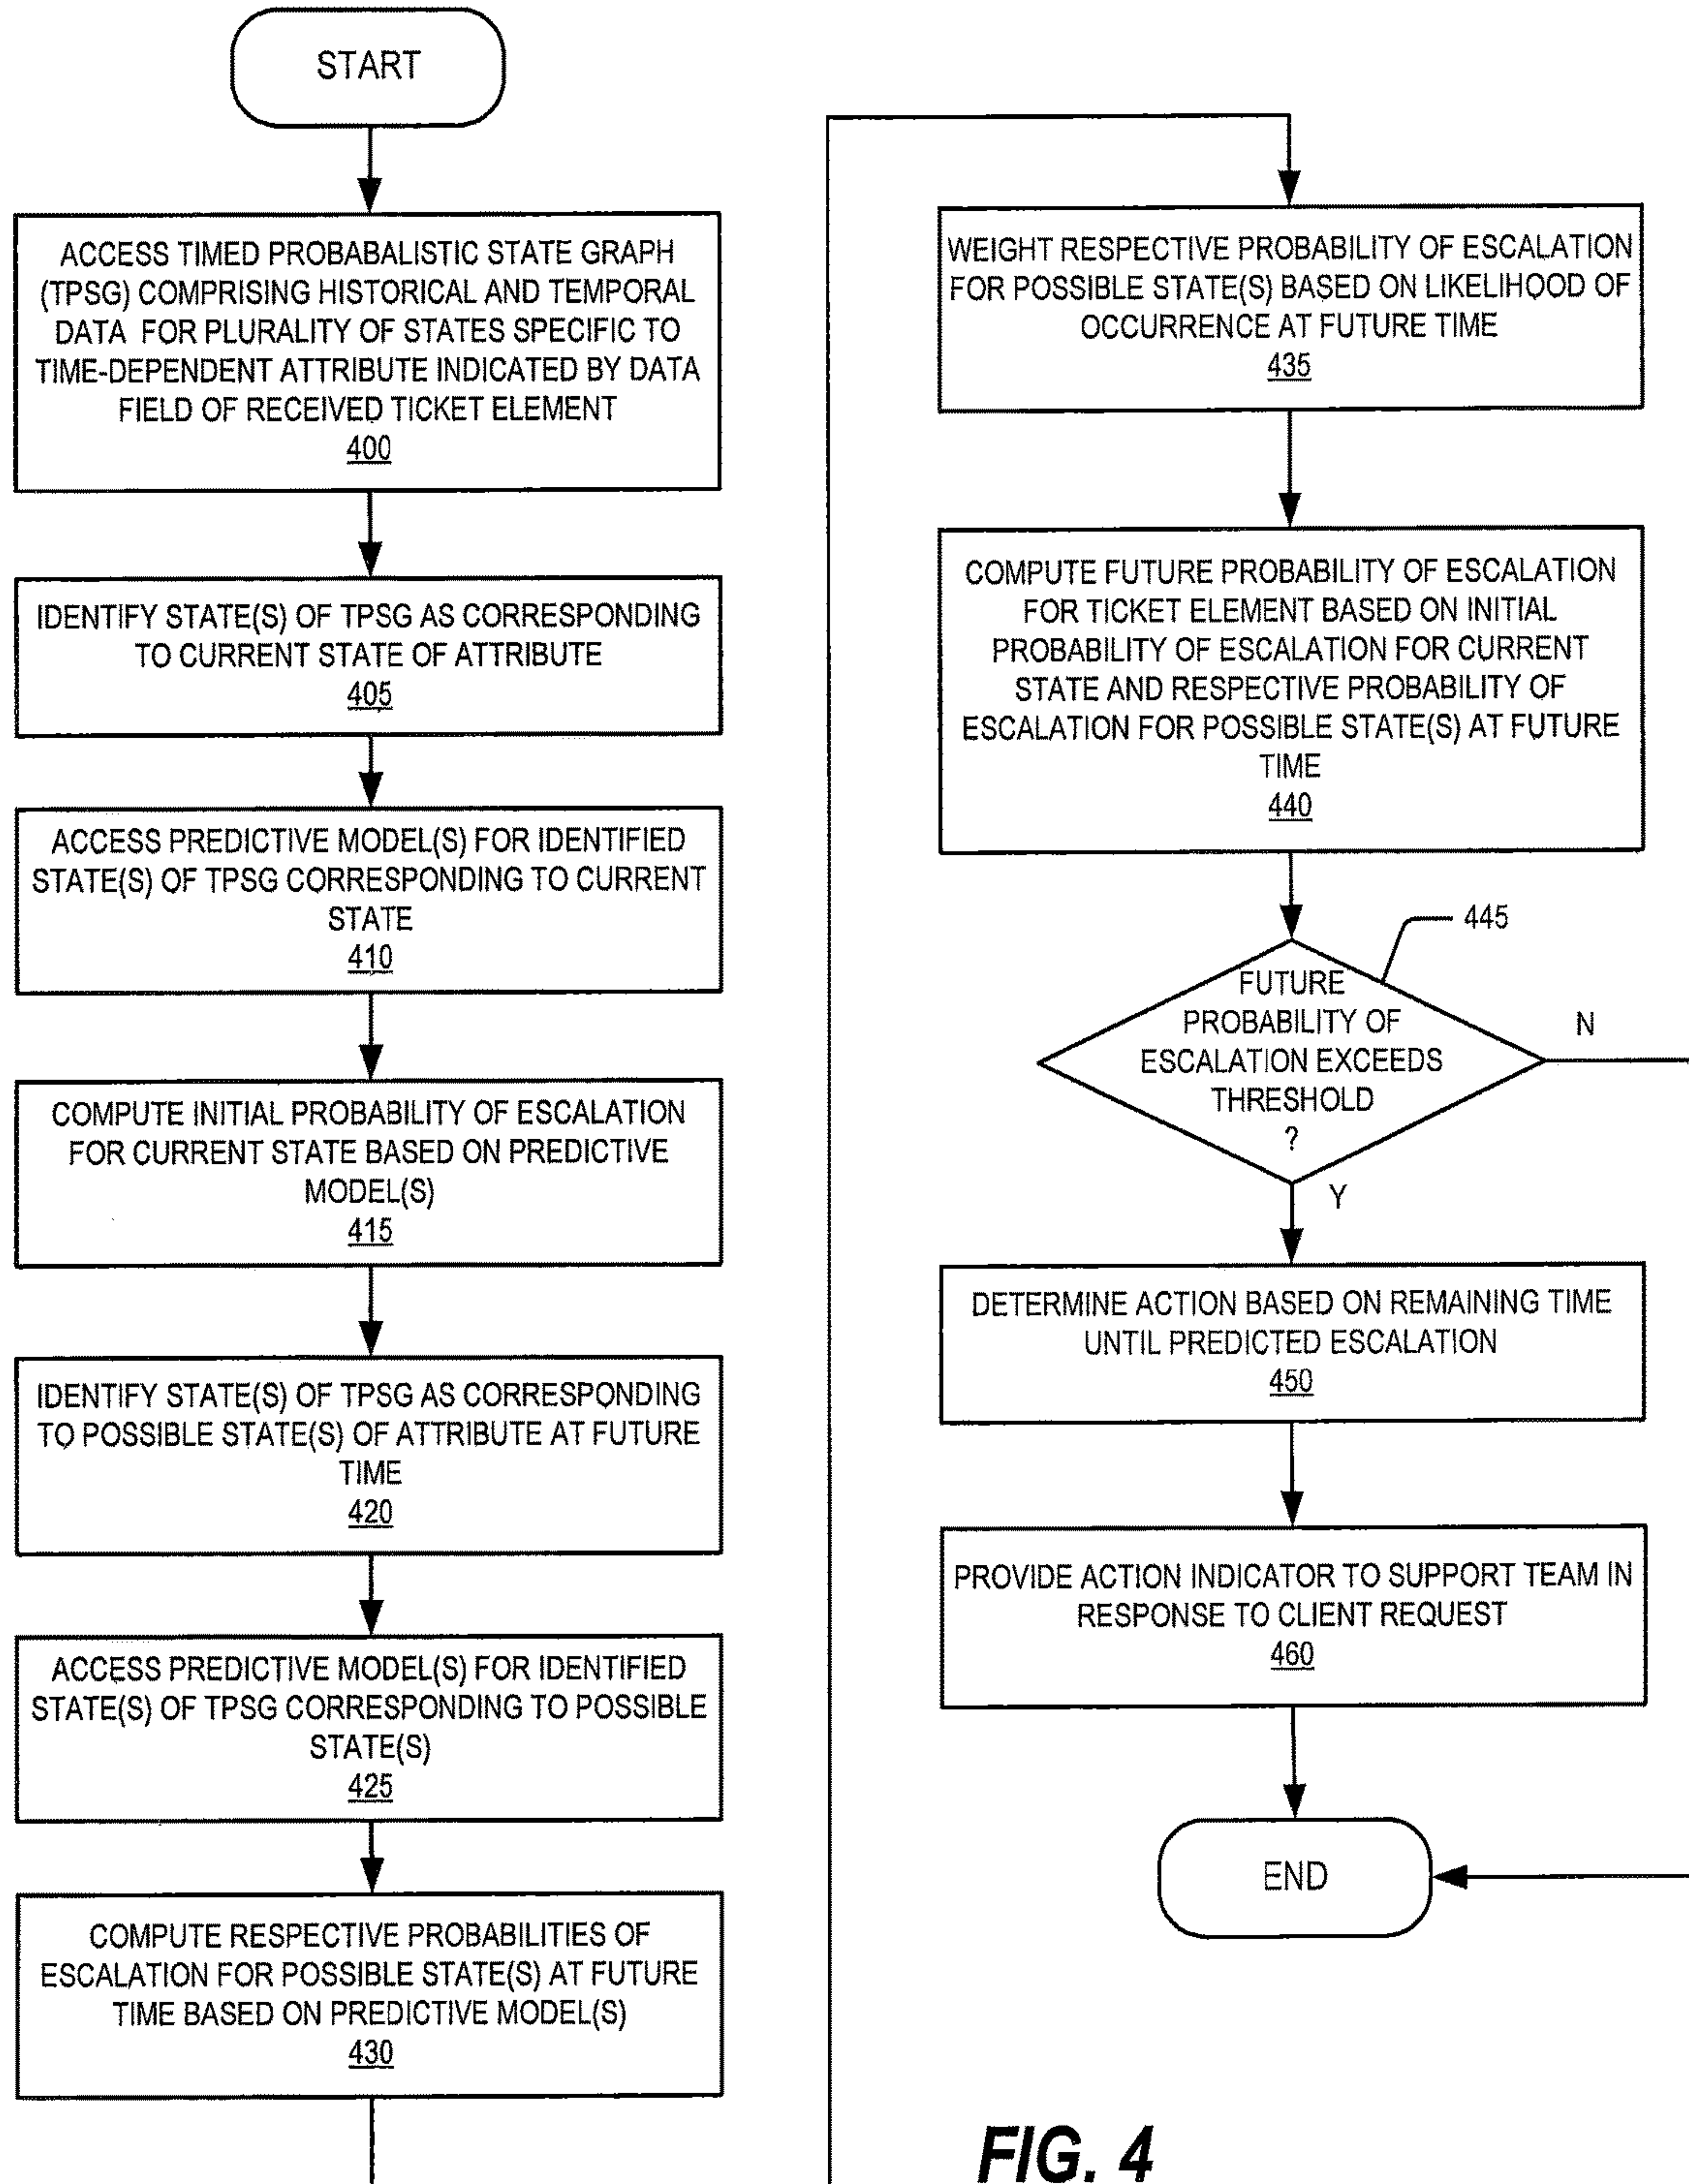 START
ACCESS TIMED PROBABALISTIC STATE GRAPH
(TPSG) COMPRISING HISTORICAL AND TEMPORAL
DATA FOR PLURALITY OF STATES SPECIFIC TO
TIME-DEPENDENT ATTRIBUTE INDICATED BY DATA
FIELD OF RECEIVED TICKET ELEMENT
400
IDENTIFY STATE(S) OF TPSG AS CORRESPONDING
TO CURRENT STATE OF ATTRIBUTE
405
ACCESS PREDICTIVE MODEL(S) FOR IDENTIFIED
STATE(S) OF TPSG CORRESPONDING TO CURRENT
STATE
410
COMPUTE INITIAL PROBABILITY OF ESCALATION
FOR CURRENT STATE BASED ON PREDICTIVE
MODEL(S)
415
IDENTIFY STATE(S) OF TPSG AS CORRESPONDING
TO POSSIBLE STATE(S) OF ATTRIBUTE AT FUTURE
TIME
420
ACCESS PREDICTIVE MODEL(S) FOR IDENTIFIED
STATE(S) OF TPSG CORRESPONDING TO POSSIBLE
STATE(S)
425
COMPUTE RESPECTIVE PROBABILITIES OF
ESCALATION FOR POSSIBLE STATE(S) AT FUTURE
TIME BASED ON PREDICTIVE MODEL(S)
430
WEIGHT RESPECTIVE PROBABILITY OF ESCALATION
FOR POSSIBLE STATE(S) BASED ON LIKELIHOOD OF
OCCURRENCE AT FUTURE TIME
435
COMPUTE FUTURE PROBABILITY OF ESCALATION
FOR TICKET ELEMENT BASED ON INITIAL
PROBABILITY OF ESCALATION FOR CURRENT
STATE AND RESPECTIVE PROBABILITY OF
ESCALATION FOR POSSIBLE STATE(S) AT FUTURE
TIME
440
445
FUTURE
PROBABILITY OF
ESCALATION EXCEEDS
THRESHOLD
?
N
Y
DETERMINE ACTION BASED ON REMAINING TIME
UNTIL PREDICTED ESCALATION
450
PROVIDE ACTION INDICATOR TO SUPPORT TEAM IN
RESPONSE TO CLIENT REQUEST
460
END
FIG. 4